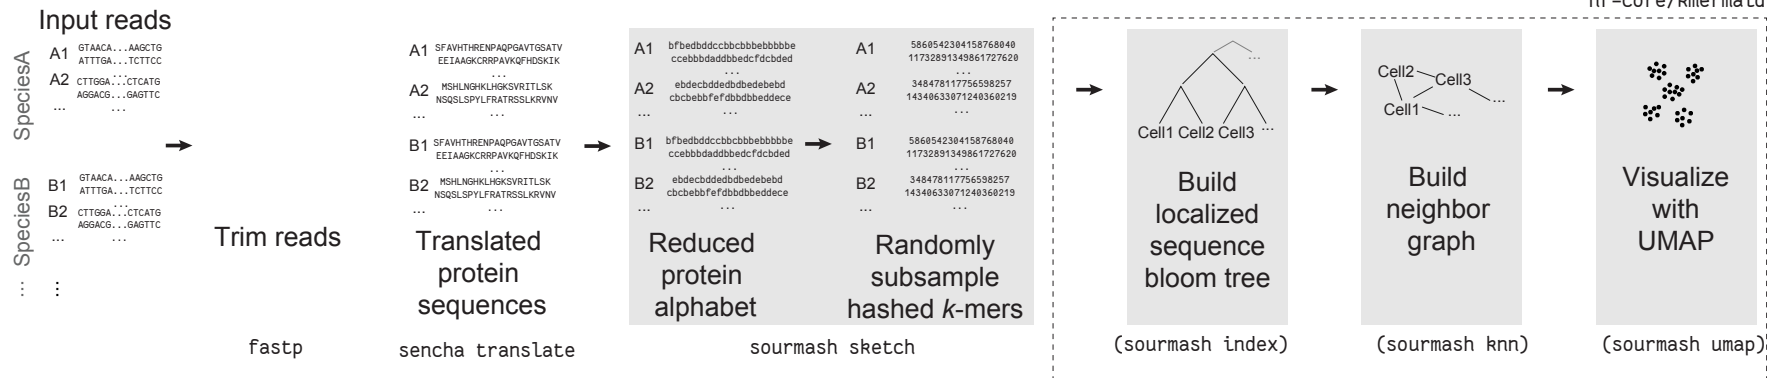 nf-core/kmermaid
Input reads
SpeciesA
A1 GTAACA...AAGCTG
ATTTGA...TCTTCC
...
A2 CTTGGA...CTCATG
AGGACG...GAGTTC
... ...
SpeciesB
B1 GTAACA...AAGCTG
ATTTGA...TCTTCC
...
B2 CTTGGA...CTCATG
AGGACG...GAGTTC
... ...
... ...
Trim reads
fastp
A1 SFAVHTHRENPAQPGAVTGSATV
EEIAAGKCRRPAVKQFHDSKIK
...
A2 MSHLNGHKLHGKSVRITLSK
NSQSLSPYLFRATRSSLKRVNV
... ...
B1 SFAVHTHRENPAQPGAVTGSATV
EEIAAGKCRRPAVKQFHDSKIK
...
B2 MSHLNGHKLHGKSVRITLSK
NSQSLSPYLFRATRSSLKRVNV
... ...
Translated
protein
sequences
sencha translate
A1 bfbedbddccbbcbbbebbbbbe
ccebbbdaddbbedcfdcbded
...
A2 ebdecbddedbdbedebebd
cbcbebbfefdbbdbbeddece
... ...
B1 bfbedbddccbbcbbbebbbbbe
ccebbbdaddbbedcfdcbded
...
B2 ebdecbddedbdbedebebd
cbcbebbfefdbbdbbeddece
... ...
Reduced
protein
alphabet
A1 5860542304158768040
11732891349861727620
...
A2 348478117756598257
14340633071240360219
... ...
B1 5860542304158768040
11732891349861727620
...
B2 348478117756598257
14340633071240360219
... ...
Randomly
subsample
hashed k-mers
sourmash sketch
...
Cell1 Cell2 Cell3 ...
Build
localized
sequence
bloom tree
(sourmash index)
Cell2 Cell3
Cell1 ... ...
Build
neighbor
graph
(sourmash knn)
Visualize
with
UMAP
(sourmash umap)